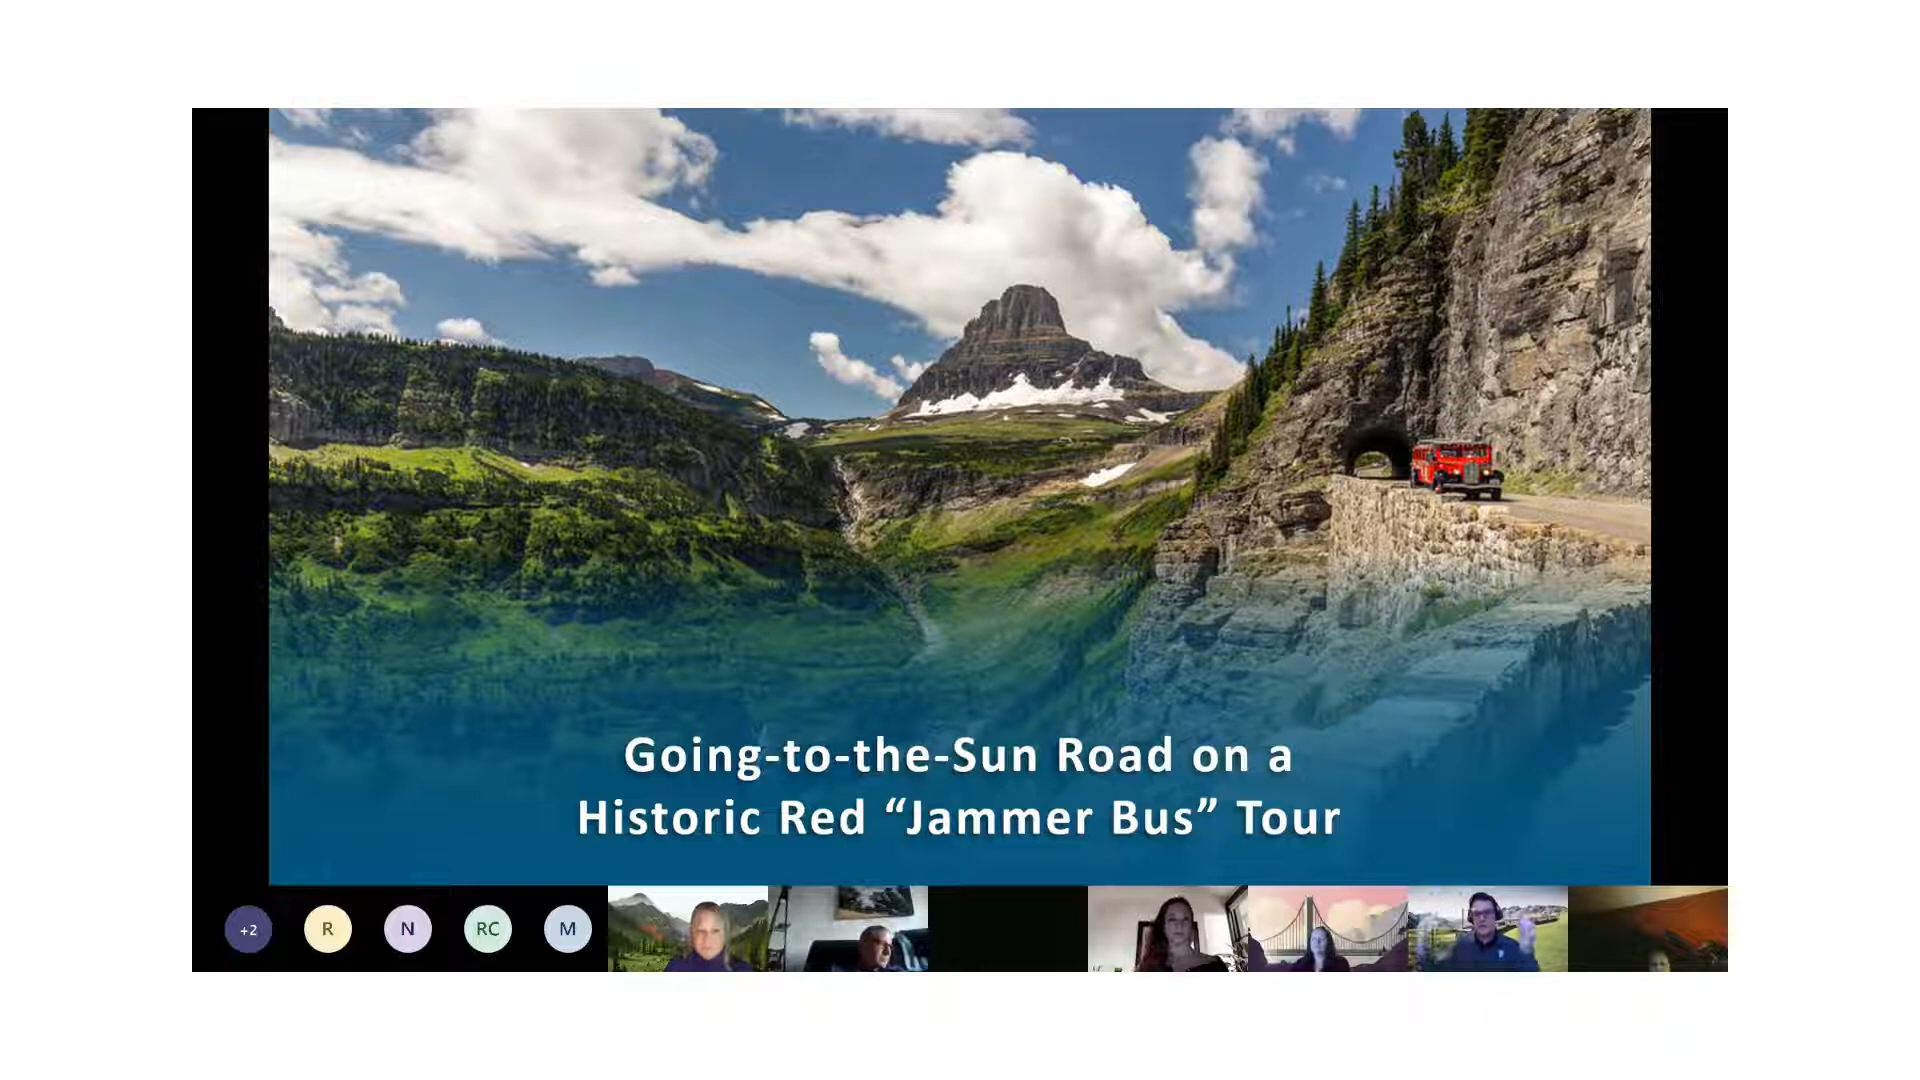 Going-to-the-Sun Road on a
Historic Red “Jammer Bus” Tour
+2
R
N
RC
M